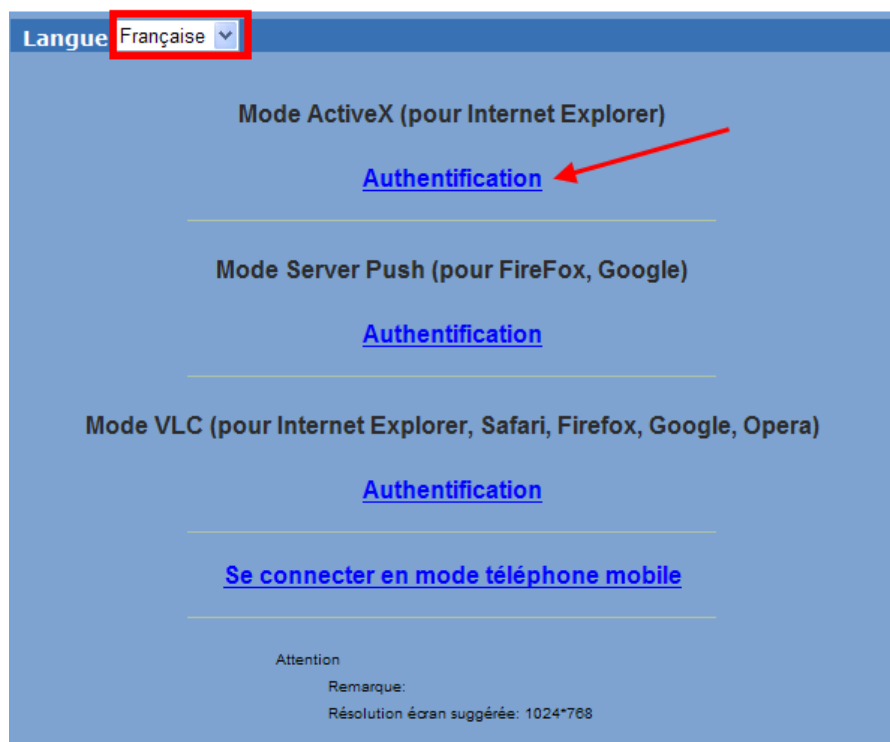 Langue Française
Mode ActiveX (pour Internet Explorer)
Authentification
Mode Server Push (pour FireFox, Google)
Authentification
Mode VLC (pour Internet Explorer, Safari, Firefox, Google, Opera)
Authentification
Se connecter en mode téléphone mobile
Attention
Remarque:
Résolution écran suggérée: 1024*768